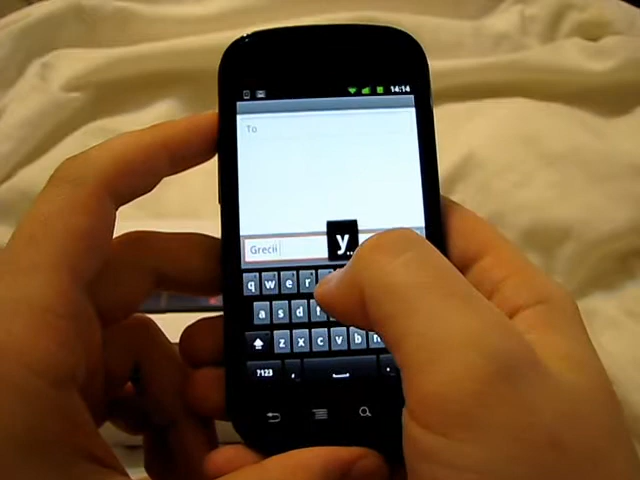 14:14
To
Grecii
y...
q w e r
a s d f
z x c v b n
?123 , .